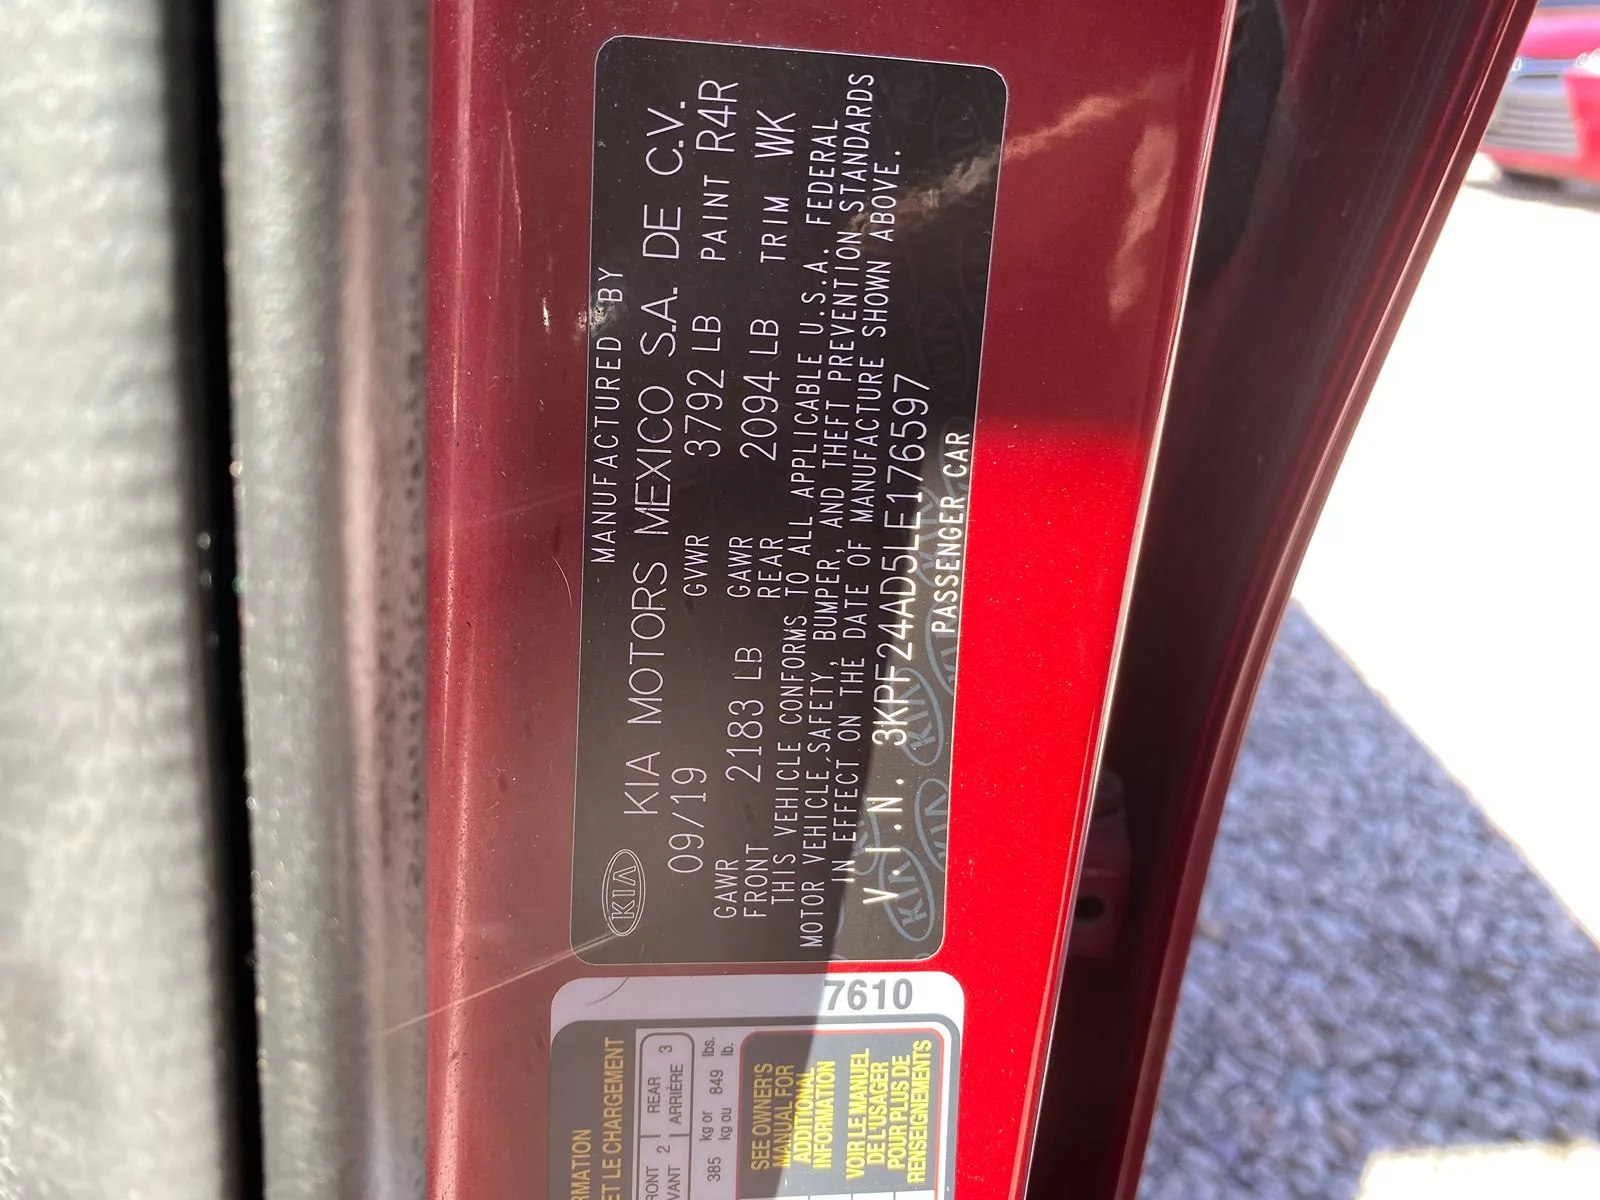 KIA
MANUFACTURED BY
KIA MOTORS MEXICO S.A. DE C.V.
09/19 GVWR 3792 LB PAINT R4R
GAWR FRONT 2183 LB GAWR REAR 2094 LB TRIM WK
THIS VEHICLE CONFORMS TO ALL APPLICABLE U.S.A. FEDERAL
MOTOR VEHICLE,SAFETY, BUMPER, AND THEFT PREVENTION STANDARDS
IN EFFECT ON THE DATE OF MANUFACTURE SHOWN ABOVE.
V.I.N. 3KPF24AD5LE176597
PASSENGER CAR
7610
ET LE CHARGEMENT
REAR
ARRIÈRE 3
2
385 kg or
kg ou 849 lbs.
lb.
SEE OWNER'S
MANUAL FOR
ADDITIONAL
INFORMATION
VOIR LE MANUEL
DE L'USAGER
POUR PLUS DE
RENSEIGNEMENTS